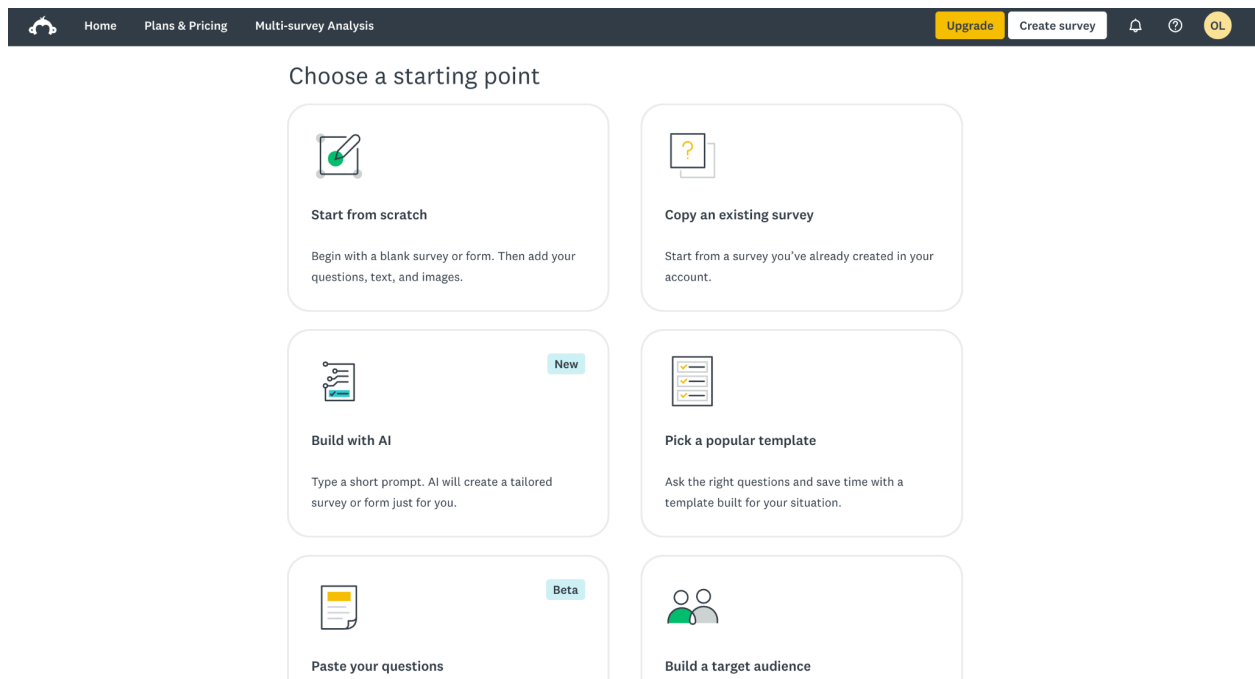 Home Plans & Pricing Multi-survey Analysis Upgrade Create survey OL
Choose a starting point
?
Start from scratch
Begin with a blank survey or form. Then add your
questions, text, and images.
Copy an existing survey
Start from a survey you’ve already created in your
account.
New
Build with AI
Type a short prompt. AI will create a tailored
survey or form just for you.
Pick a popular template
Ask the right questions and save time with a
template built for your situation.
Beta
Paste your questions
Build a target audience